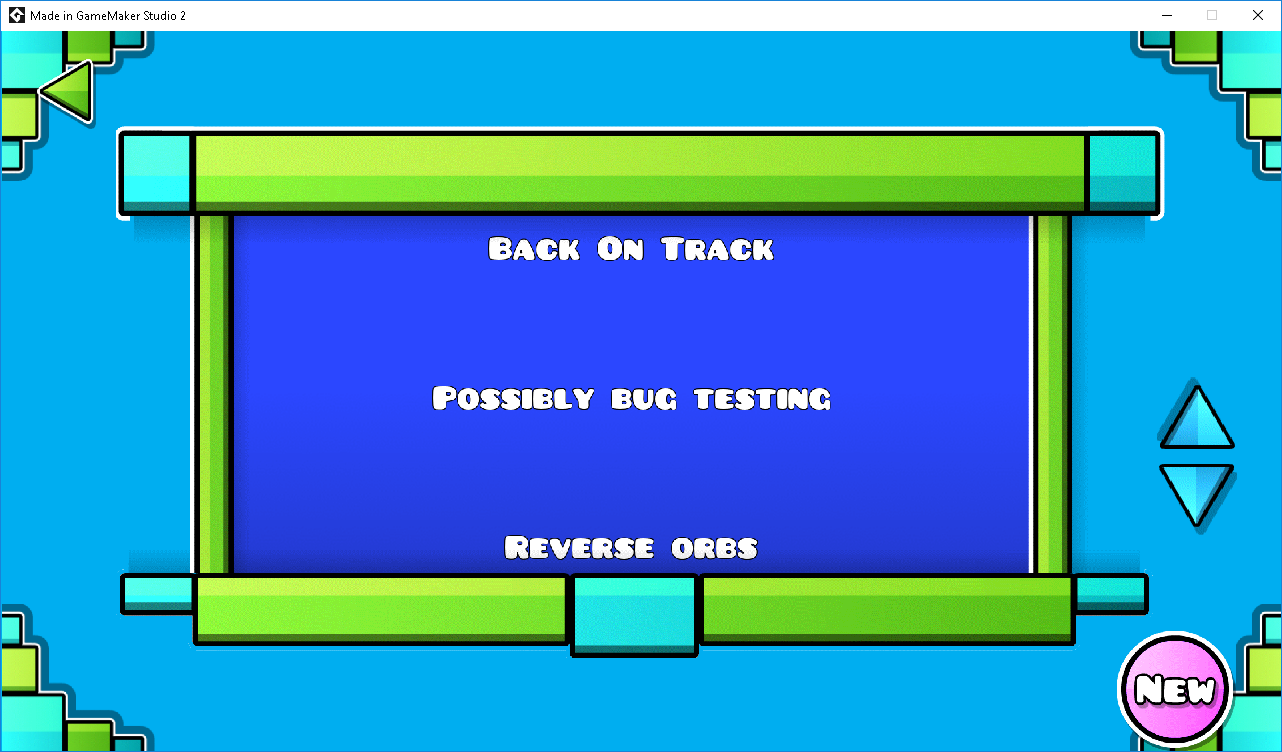 Made in GameMaker Studio 2
Back On Track
Possibly bug testing
Reverse orbs
New